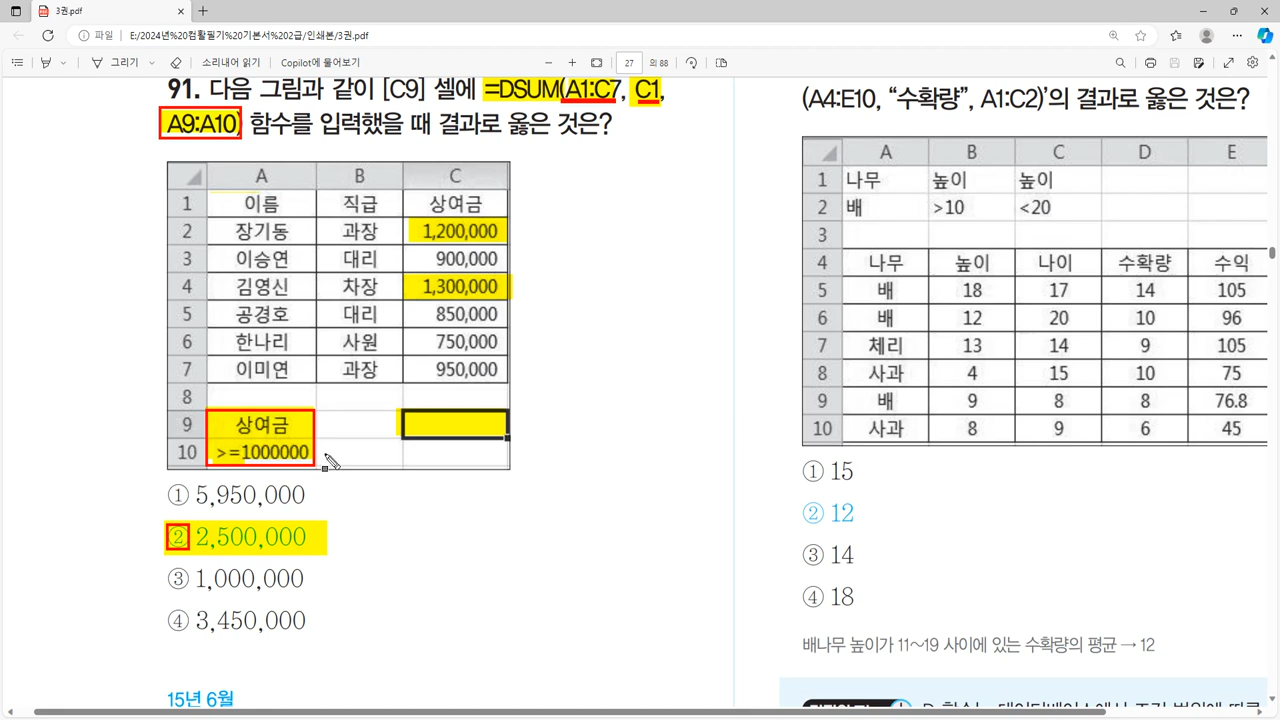 3권.pdf
파일 E:/2024년%20컴활필기%20기본서%202급/인쇄본/3권.pdf
그리기 소리내어 읽기 Copilot에 물어보기 27 의 88
91. 다음 그림과 같이 [C9] 셀에 =DSUM(A1:C7, C1,
A9:A10) 함수를 입력했을 때 결과로 옳은 것은?
A B C
1 이름 직급 상여금
2 장기동 과장 1,200,000
3 이승연 대리 900,000
4 김영신 차장 1,300,000
5 공경호 대리 850,000
6 한나리 사원 750,000
7 이미연 과장 950,000
8
9 상여금
10 >=1000000
① 5,950,000
② 2,500,000
③ 1,000,000
④ 3,450,000
15년 6월
(A4:E10, “수확량”, A1:C2)’의 결과로 옳은 것은?
A B C D E
1 나무 높이 높이
2 배 >10 <20
3
4 나무 높이 나이 수확량 수익
5 배 18 17 14 105
6 배 12 20 10 96
7 체리 13 14 9 105
8 사과 4 15 10 75
9 배 9 8 8 76.8
10 사과 8 9 6 45
① 15
② 12
③ 14
④ 18
배나무 높이가 11~19 사이에 있는 수확량의 평균 → 12